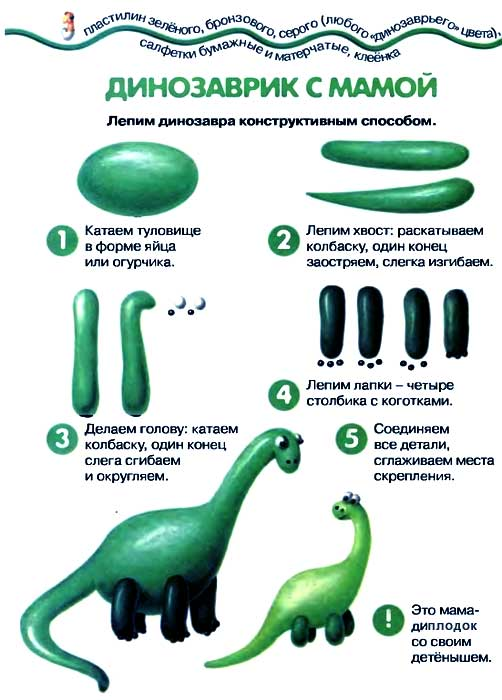 пластилин зелёного, бронзового, серого (любого «динозаврьего» цвета),
салфетки бумажные и матерчатые, клеёнка
ДИНОЗАВРИК С МАМОЙ
Лепим динозавра конструктивным способом.
1 Катаем туловище
в форме яйца
или огурчика.
2 Лепим хвост: раскатываем
колбаску, один конец
заостряем, слегка изгибаем.
3 Делаем голову: катаем
колбаску, один конец
слега сгибаем
и округляем.
4 Лепим лапки – четыре
столбика с коготками.
5 Соединяем
все детали,
сглаживаем места
скрепления.
! Это мама-
диплодок
со своим
детёнышем.